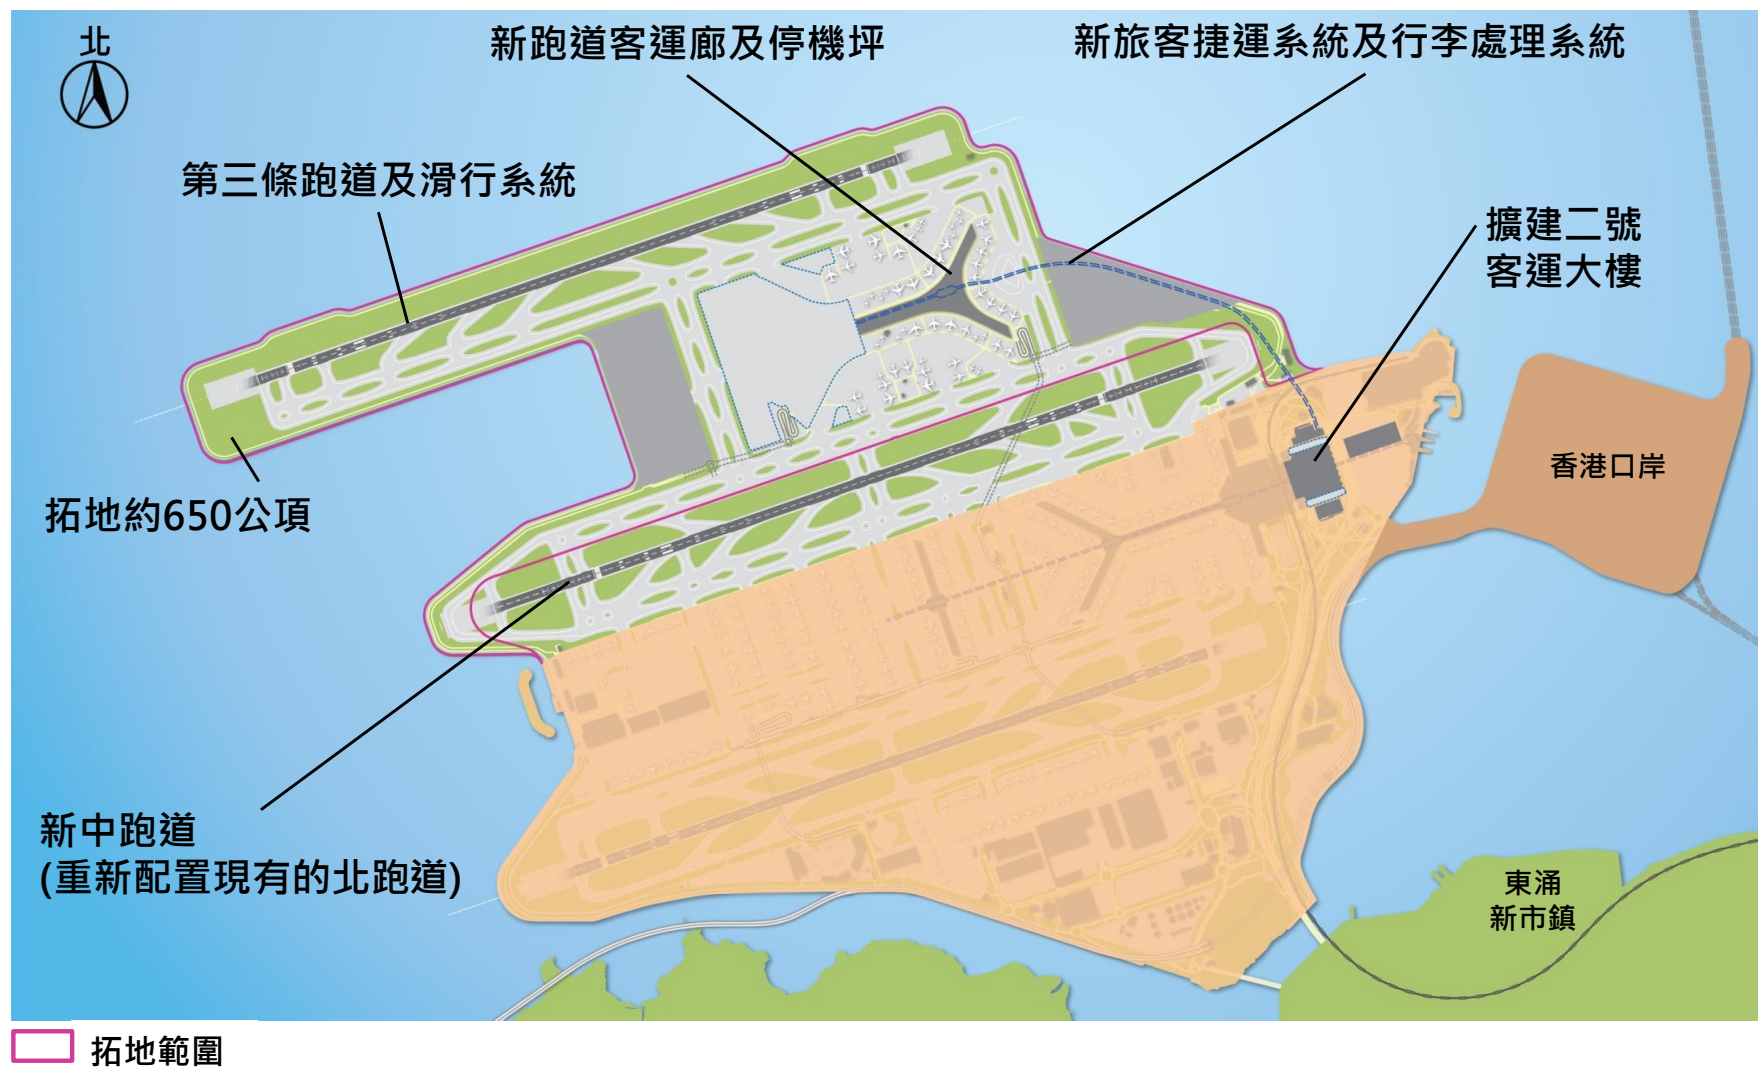 北
新跑道客運廊及停機坪
新旅客捷運系統及行李處理系統
第三條跑道及滑行系統
擴建二號
客運大樓
香港口岸
拓地約650公項
新中跑道
(重新配置現有的北跑道)
東涌
新市鎮
拓地範圍